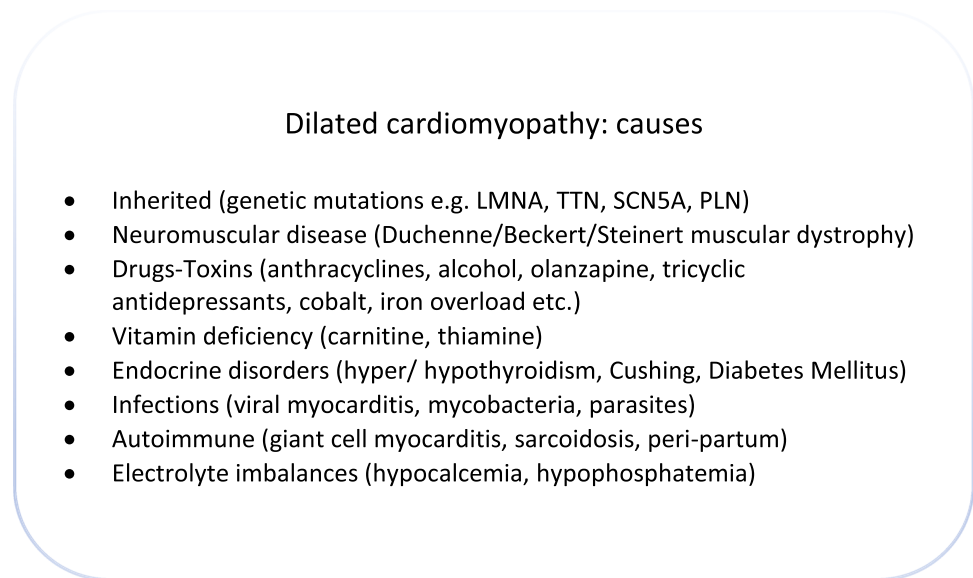 Dilated cardiomyopathy: causes
• Inherited (genetic mutations e.g. LMNA, TTN, SCN5A, PLN)
• Neuromuscular disease (Duchenne/Beckert/Steinert muscular dystrophy)
• Drugs-Toxins (anthracyclines, alcohol, olanzapine, tricyclic
antidepressants, cobalt, iron overload etc.)
• Vitamin deficiency (carnitine, thiamine)
• Endocrine disorders (hyper/ hypothyroidism, Cushing, Diabetes Mellitus)
• Infections (viral myocarditis, mycobacteria, parasites)
• Autoimmune (giant cell myocarditis, sarcoidosis, peri-partum)
• Electrolyte imbalances (hypocalcemia, hypophosphatemia)